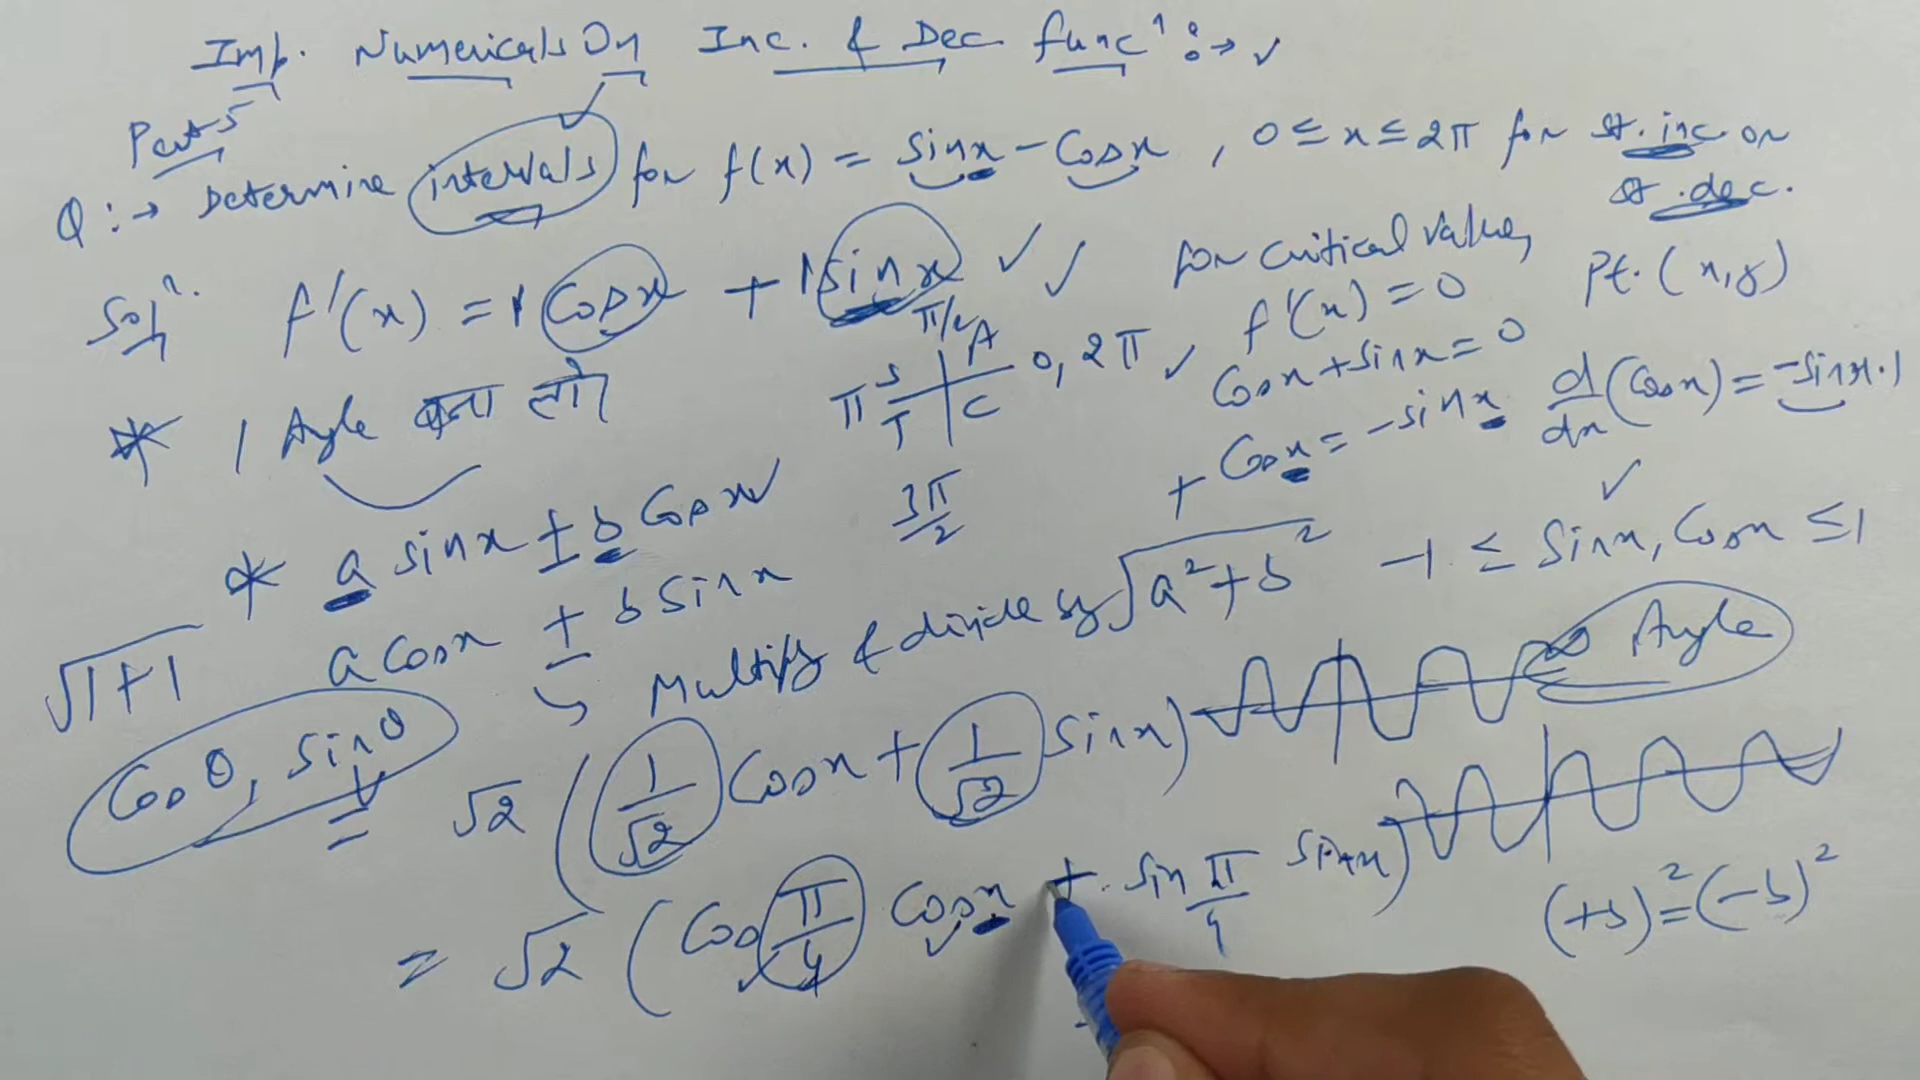 Imp. Numericals On Inc. & Dec. funcⁿ :→ ✓
Part 5
Q :→ Determine intervals for f(x) = sinx - Cosx , 0 ≤ x ≤ 2π for st. inc or
st. dec.
Solⁿ. f'(x) = 1 Cosx + 1 sinx ✓ ✓
for critical values
Pt. (x,y)
f'(x) = 0
π/2
S A
π 0, 2π ✓
T C
3π/2
Cosx + sinx = 0
+ Cosx = -sinx
d/dx (Cosx) = -sinx.1
✓
* 1 Angle बना लो
* a sinx ± b Cosx ✓
a Cosx ± b sinx
↳ Multiply & divide by √a²+b²
-1 ≤ Sinx, Cosx ≤ 1
∞ Angle
√1+1
Cosθ, Sinθ
= √2 ( 1/√2 Cosx + 1/√2 Sinx )
= √2 ( Cos π/4 Cosx + sin π/4 sinx )
(+b)² = (-b)²